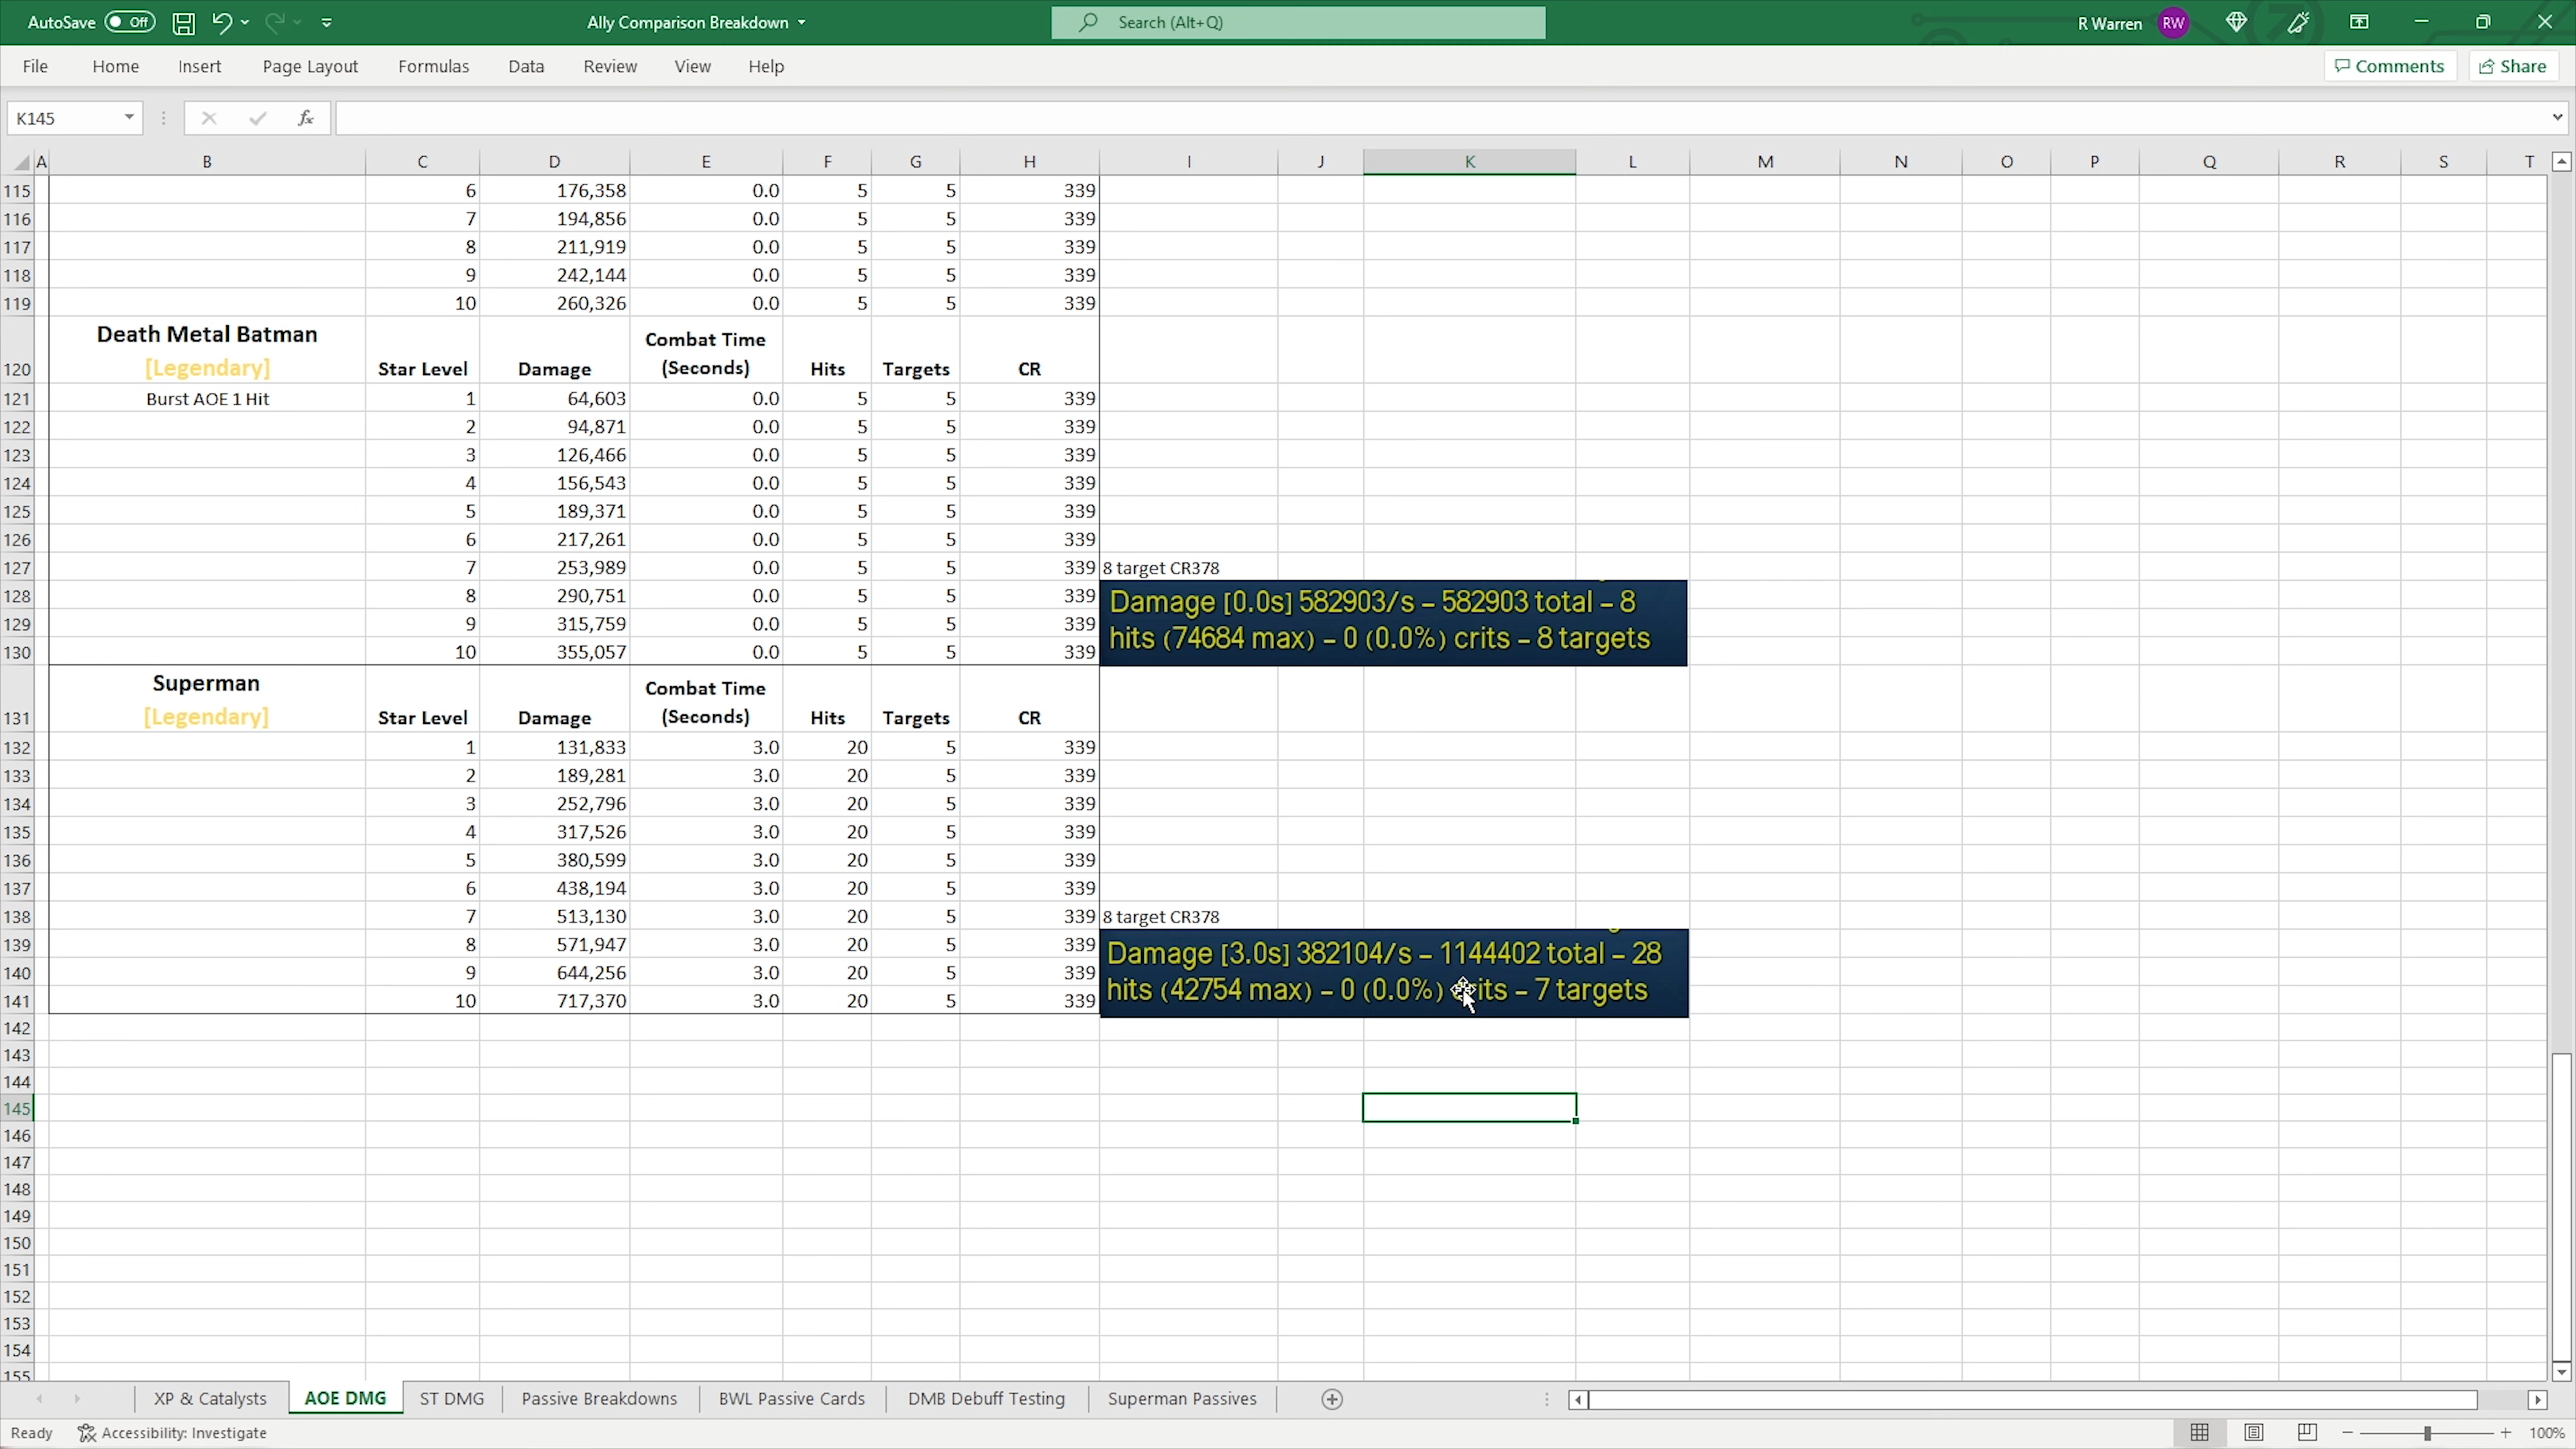 AutoSave Off Ally Comparison Breakdown Search (Alt+Q) R Warren RW
File Home Insert Page Layout Formulas Data Review View Help Comments Share
K145 fx
A B C D E F G H I J K L M N O P Q R S T
115 6 176,358 0.0 5 5 339
116 7 194,856 0.0 5 5 339
117 8 211,919 0.0 5 5 339
118 9 242,144 0.0 5 5 339
119 10 260,326 0.0 5 5 339
Death Metal Batman Combat Time
120 [Legendary] Star Level Damage (Seconds) Hits Targets CR
121 Burst AOE 1 Hit 1 64,603 0.0 5 5 339
122 2 94,871 0.0 5 5 339
123 3 126,466 0.0 5 5 339
124 4 156,543 0.0 5 5 339
125 5 189,371 0.0 5 5 339
126 6 217,261 0.0 5 5 339
127 7 253,989 0.0 5 5 339 8 target CR378
128 8 290,751 0.0 5 5 339 Damage [0.0s] 582903/s – 582903 total – 8
129 9 315,759 0.0 5 5 339 hits (74684 max) – 0 (0.0%) crits – 8 targets
130 10 355,057 0.0 5 5 339
Superman Combat Time
131 [Legendary] Star Level Damage (Seconds) Hits Targets CR
132 1 131,833 3.0 20 5 339
133 2 189,281 3.0 20 5 339
134 3 252,796 3.0 20 5 339
135 4 317,526 3.0 20 5 339
136 5 380,599 3.0 20 5 339
137 6 438,194 3.0 20 5 339
138 7 513,130 3.0 20 5 339 8 target CR378
139 8 571,947 3.0 20 5 339 Damage [3.0s] 382104/s – 1144402 total – 28
140 9 644,256 3.0 20 5 339 hits (42754 max) – 0 (0.0%) crits – 7 targets
141 10 717,370 3.0 20 5 339
142
143
144
145
146
147
148
149
150
151
152
153
154
155
XP & Catalysts AOE DMG ST DMG Passive Breakdowns BWL Passive Cards DMB Debuff Testing Superman Passives
Ready Accessibility: Investigate 100%